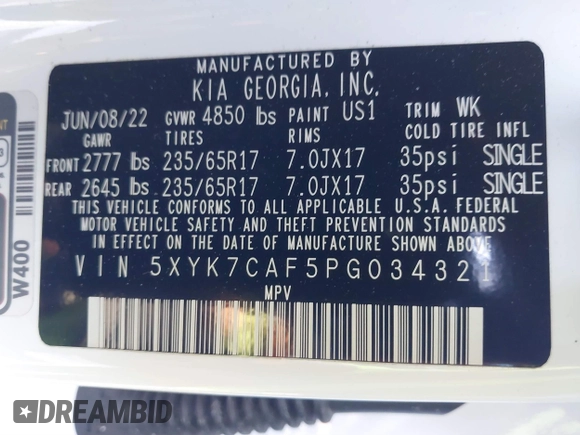 MANUFACTURED BY
KIA GEORGIA, INC.
JUN/08/22 GVWR 4850 lbs PAINT US1 TRIM WK
GAWR TIRES RIMS COLD TIRE INFL
FRONT 2777 lbs 235/65R17 7.0JX17 35psi SINGLE
REAR 2645 lbs 235/65R17 7.0JX17 35psi SINGLE
THIS VEHICLE CONFORMS TO ALL APPLICABLE U.S.A. FEDERAL
MOTOR VEHICLE SAFETY AND THEFT PREVENTION STANDARDS
IN EFFECT ON THE DATE OF MANUFACTURE SHOWN ABOVE.
VIN 5XYK7CAF5PG034321
MPV
W400
DREAMBID